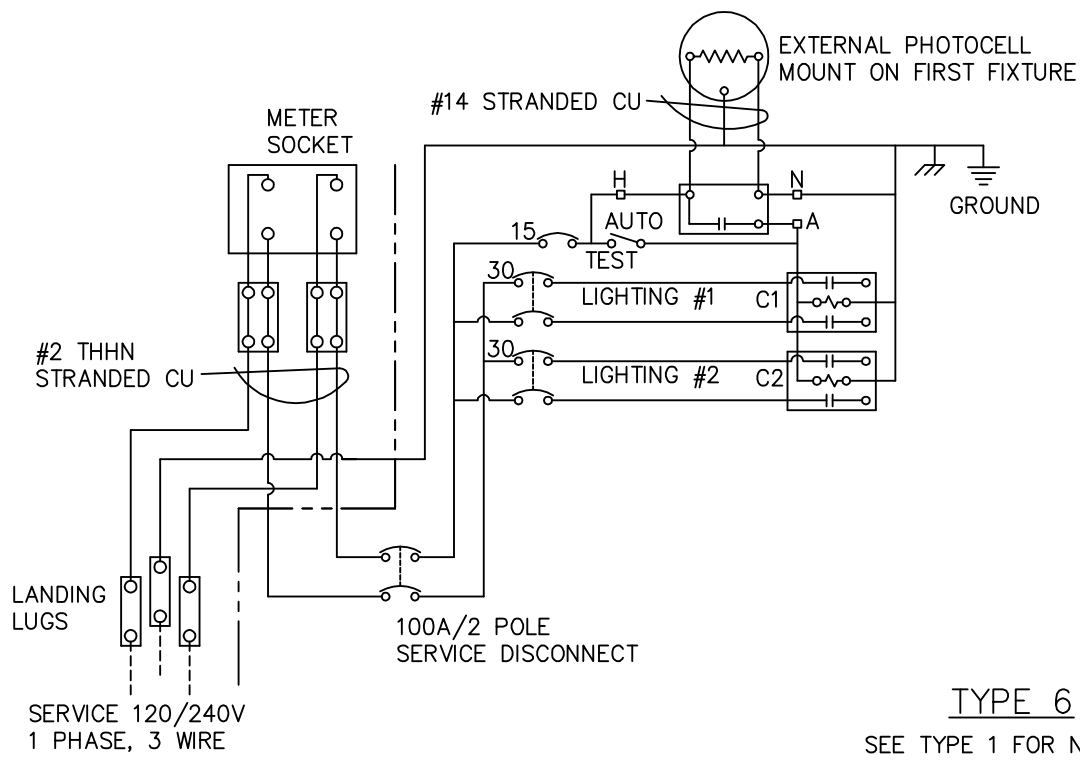 EXTERNAL PHOTOCELL
MOUNT ON FIRST FIXTURE
#14 STRANDED CU
METER
SOCKET
H
N
GROUND
AUTO
A
15
TEST
30
LIGHTING #1
C1
#2 THHN
STRANDED CU
30
LIGHTING #2
C2
LANDING
LUGS
100A/2 POLE
SERVICE DISCONNECT
SERVICE 120/240V
1 PHASE, 3 WIRE
TYPE 6
SEE TYPE 1 FOR N